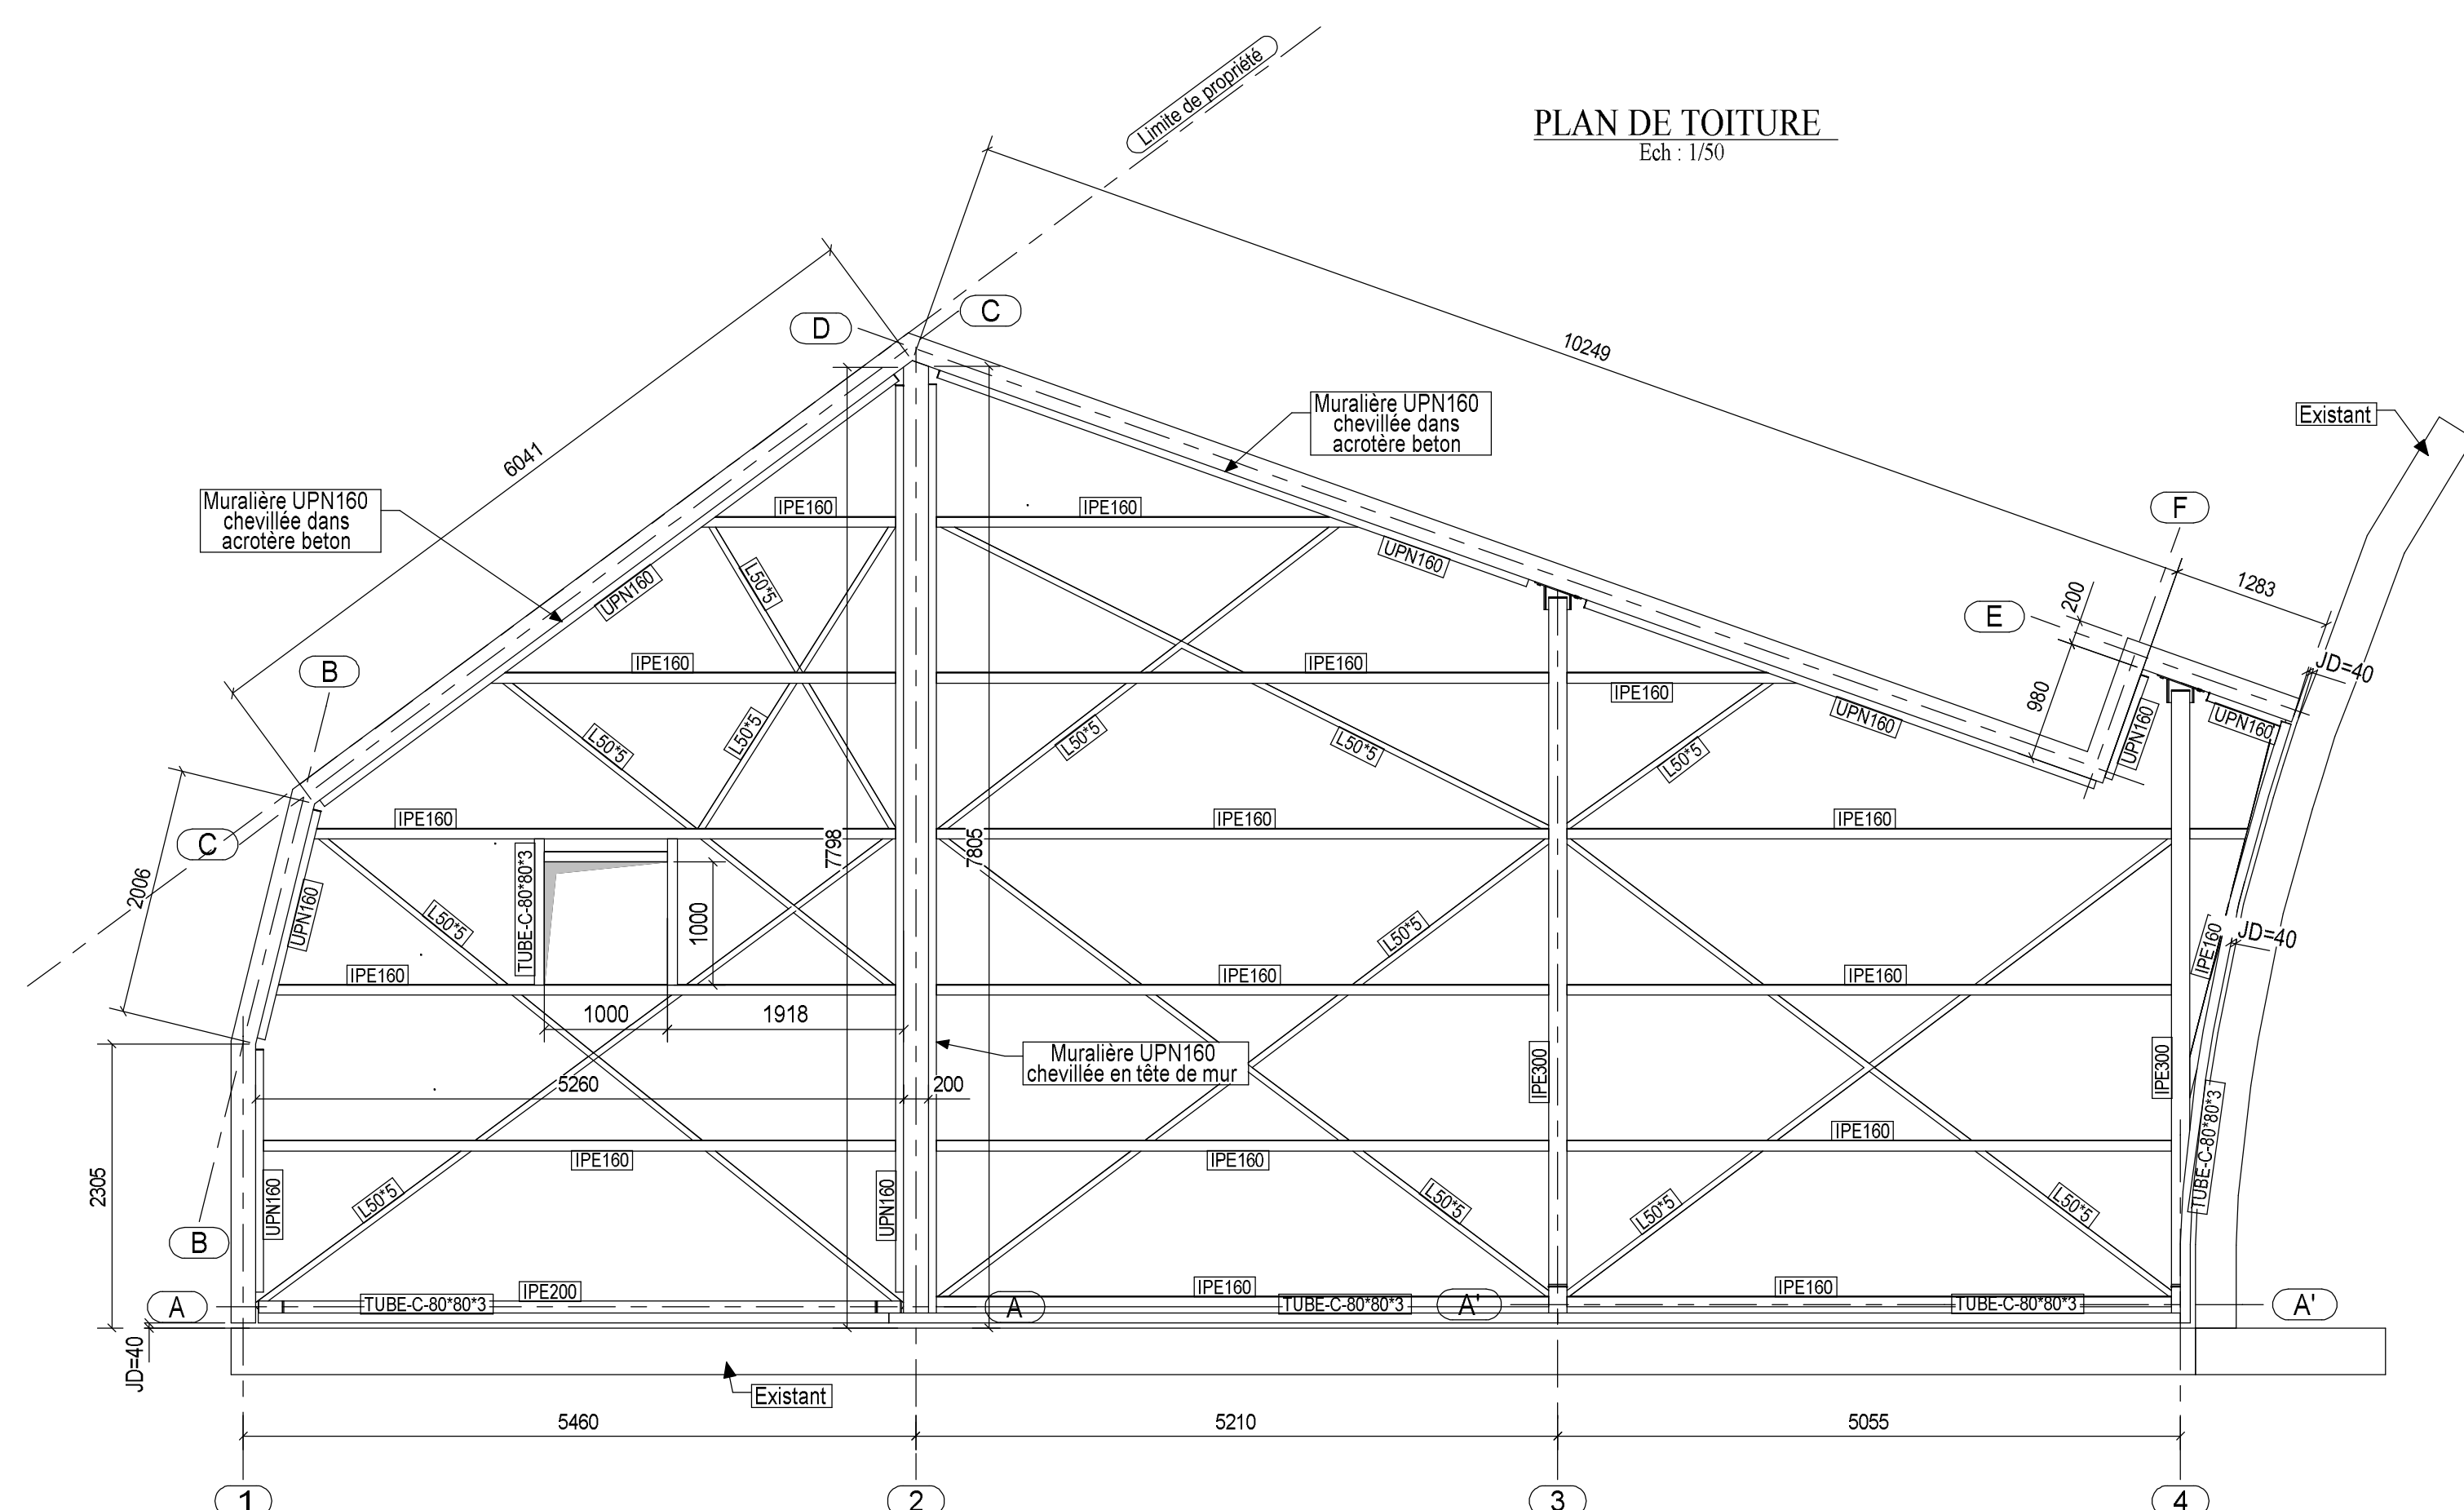 Limite de propriété
PLAN DE TOITURE
Ech : 1/50
D
C
10249
6041
Muralière UPN160
chevillée dans
acrotère beton
Existant
Muralière UPN160
chevillée dans
acrotère beton
IPE160
IPE160
F
UPN160
L50*5
UPN160
1283
200
E
B
IPE160
IPE160
IPE160
JD=40
980
UPN160
UPN160
UPN160
L50*5
L50*5
L50*5
L50*5
L50*5
2006
C
IPE160
7798
7805
IPE160
IPE160
TUBE-C-80*80*3
UPN160
L50*5
1000
L50*5
IPE160
JD=40
IPE160
IPE160
IPE160
1000
1918
Muralière UPN160
chevillée en tête de mur
5260
200
IPE300
IPE300
TUBE-C-80*80*3
2305
IPE160
IPE160
IPE160
UPN160
L50*5
UPN160
L50*5
L50*5
L50*5
B
A
IPE200
TUBE-C-80*80*3
A
IPE160
TUBE-C-80*80*3
A'
IPE160
TUBE-C-80*80*3
A'
JD=40
Existant
5460
5210
5055
1
2
3
4